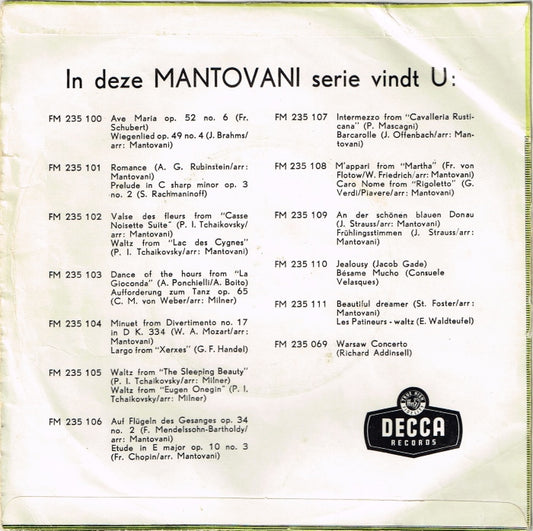 In deze MANTOVANI serie vindt U:
FM 235 100 Ave Maria op. 52 no. 6 (Fr.
Schubert)
Wiegenlied op. 49 no. 4 (J. Brahms/
arr: Mantovani)
FM 235 101 Romance (A. G. Rubinstein/arr:
Mantovani)
Prelude in C sharp minor op. 3
no. 2 (S. Rachmaninoff)
FM 235 102 Valse des fleurs from "Casse
Noisette Suite" (P. I. Tchaikovsky/
arr: Mantovani)
Waltz from "Lac des Cygnes"
(P. I. Tchaikovsky/arr: Mantovani)
FM 235 103 Dance of the hours from "La
Gioconda" (A. Ponchielli/A. Boito)
Aufforderung zum Tanz op. 65
(C. M. von Weber/arr: Milner)
FM 235 104 Minuet from Divertimento no. 17
in D K. 334 (W. A. Mozart/arr:
Mantovani)
Largo from "Xerxes" (G. F. Handel)
FM 235 105 Waltz from "The Sleeping Beauty"
(P. I. Tchaikovsky/arr: Milner)
Waltz from "Eugen Onegin" (P. I.
Tchaikovsky/arr: Milner)
FM 235 106 Auf Flügeln des Gesanges op. 34
no. 2 (F. Mendelssohn-Bartholdy/
arr: Mantovani)
Etude in E major op. 10 no. 3
(Fr. Chopin/arr: Mantovani)
FM 235 107 Intermezzo from "Cavalleria Rusti-
cana" (P. Mascagni)
Barcarolle (J. Offenbach/arr: Man-
tovani)
FM 235 108 M'appari from "Martha" (Fr. von
Flotow/W. Friedrich/arr: Mantovani)
Caro Nome from "Rigoletto" (G.
Verdi/Piavere/arr: Mantovani)
FM 235 109 An der schönen blauen Donau
(J. Strauss/arr: Mantovani)
Frühlingsstimmen (J. Strauss/arr:
Mantovani)
FM 235 110 Jealousy (Jacob Gade)
Bésame Mucho (Consuele
Velasques)
FM 235 111 Beautiful dreamer (St. Foster/arr:
Mantovani)
Les Patineurs - waltz (E. Waldteufel)
FM 235 069 Warsaw Concerto
(Richard Addinsell)
DECCA
RECORDS